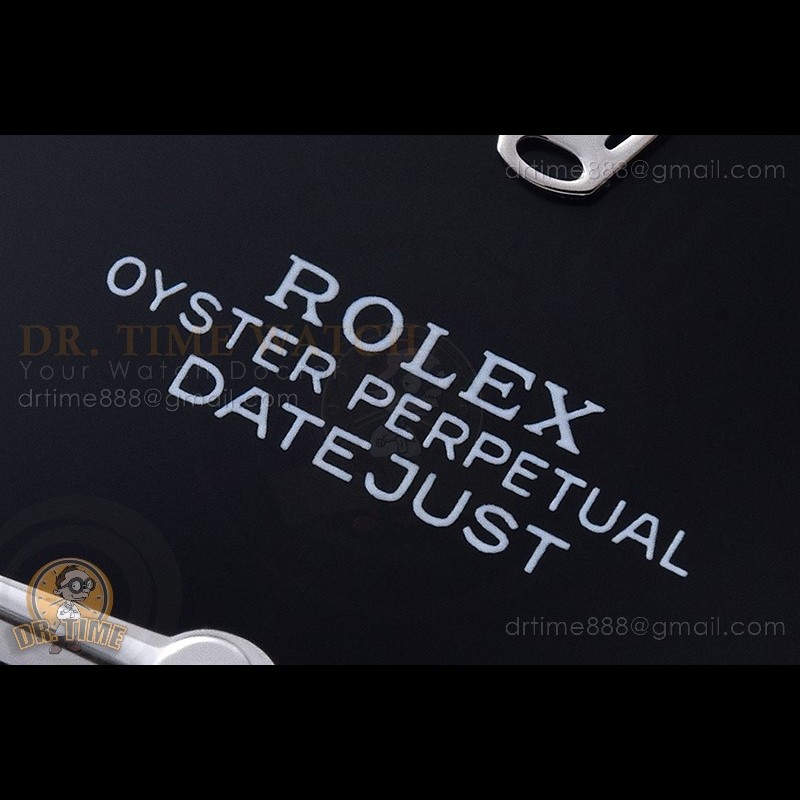 drtime888@gmail.com
ROLEX
OYSTER PERPETUAL
DATEJUST
DR. TIME WATCH
Your Watch Doctor
drtime888@gmail.com
DR. TIME
drtime888@gmail.com